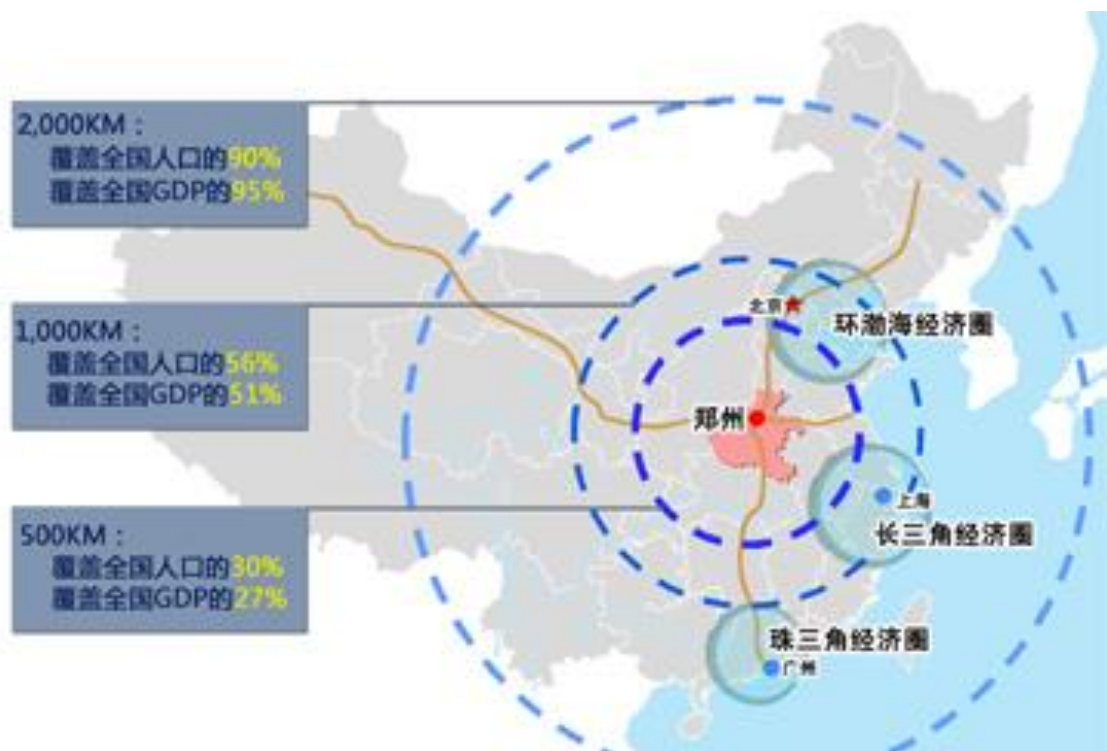 2,000KM：
覆盖全国人口的90%
覆盖全国GDP的95%
1,000KM：
覆盖全国人口的56%
覆盖全国GDP的51%
500KM：
覆盖全国人口的30%
覆盖全国GDP的27%
北京
环渤海经济圈
郑州
上海
长三角经济圈
珠三角经济圈
广州